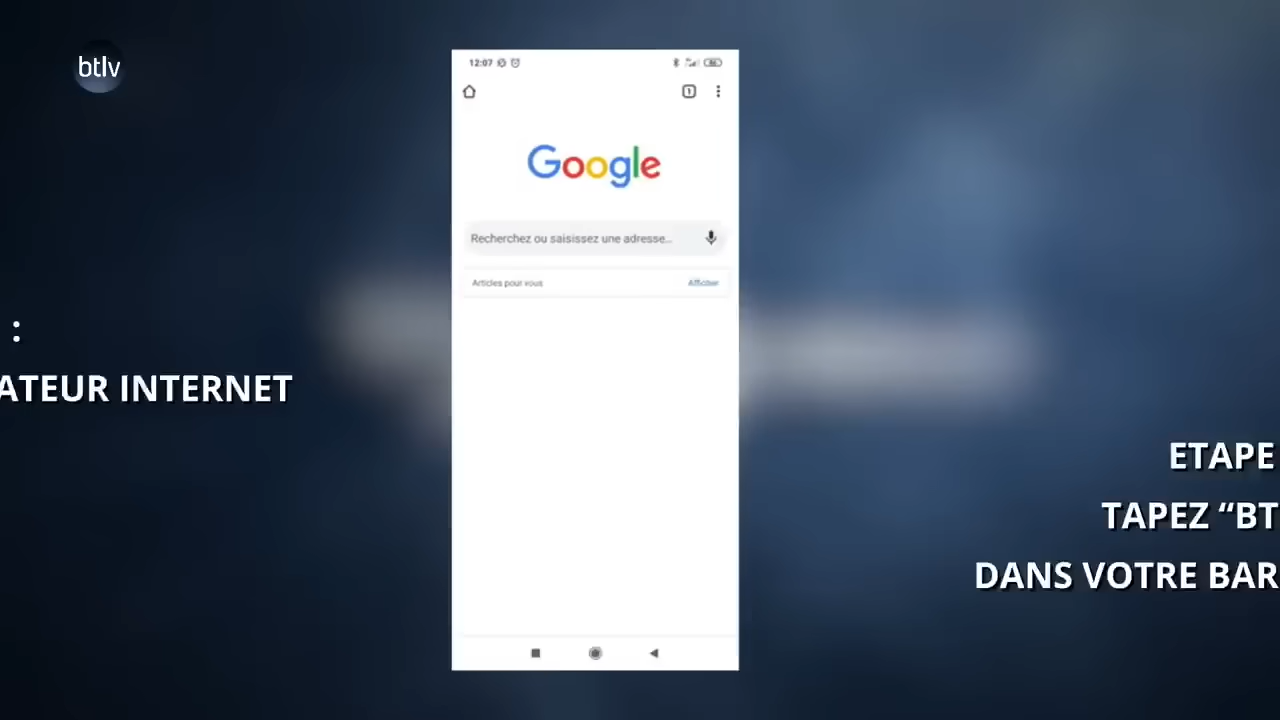 btlv
12:07
1
Google
Recherchez ou saisissez une adresse...
Articles pour vous
Afficher
:
ATEUR INTERNET
ETAPE
TAPEZ “BT
DANS VOTRE BAR